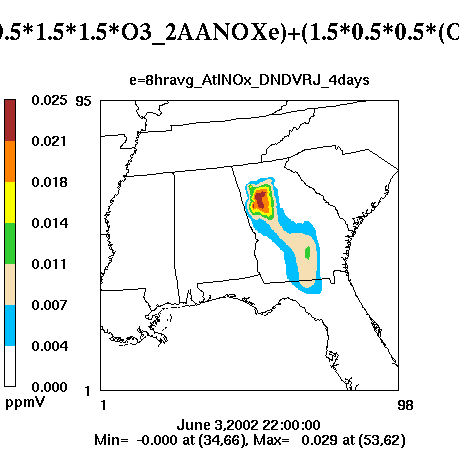 0.5*1.5*1.5*O3_2AANOXe)+(1.5*0.5*0.5*(O
e=8hravg_AtlNOx_DNDVRJ_4days
0.025
0.021
0.018
0.014
0.011
0.007
0.004
0.000
ppmV
95
1
1
98
June 3,2002 22:00:00
Min= -0.000 at (34,66), Max= 0.029 at (53,62)